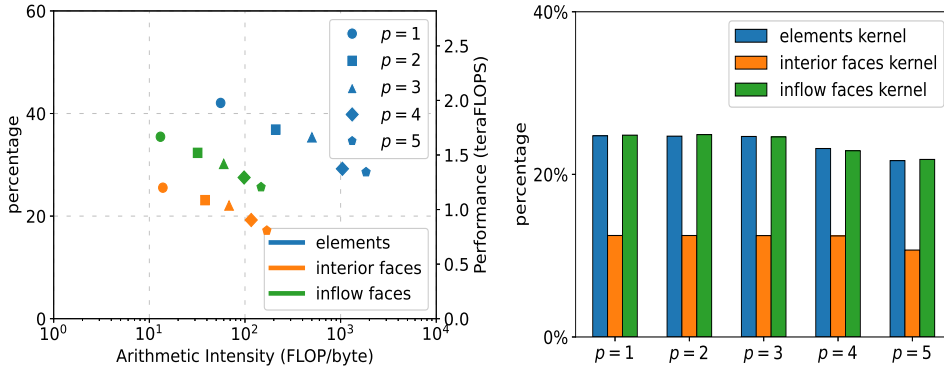 60
40
20
0
percentage
10^0
10^1
10^2
10^3
10^4
Arithmetic Intensity (FLOP/byte)
2.5
2.0
1.5
1.0
0.5
0.0
Performance (teraFLOPS)
p = 1
p = 2
p = 3
p = 4
p = 5
elements
interior faces
inflow faces
40%
20%
0%
percentage
elements kernel
interior faces kernel
inflow faces kernel
p = 1
p = 2
p = 3
p = 4
p = 5